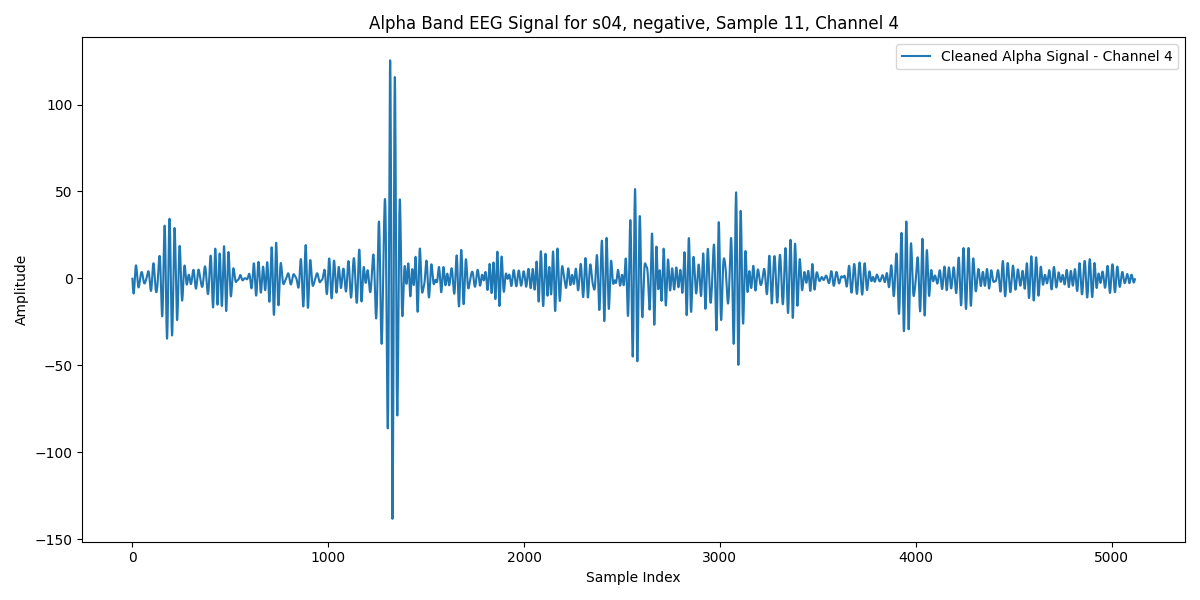 Alpha Band EEG Signal for s04, negative, Sample 11, Channel 4
Cleaned Alpha Signal - Channel 4
Amplitude
100
50
0
−50
−100
−150
0 1000 2000 3000 4000 5000
Sample Index